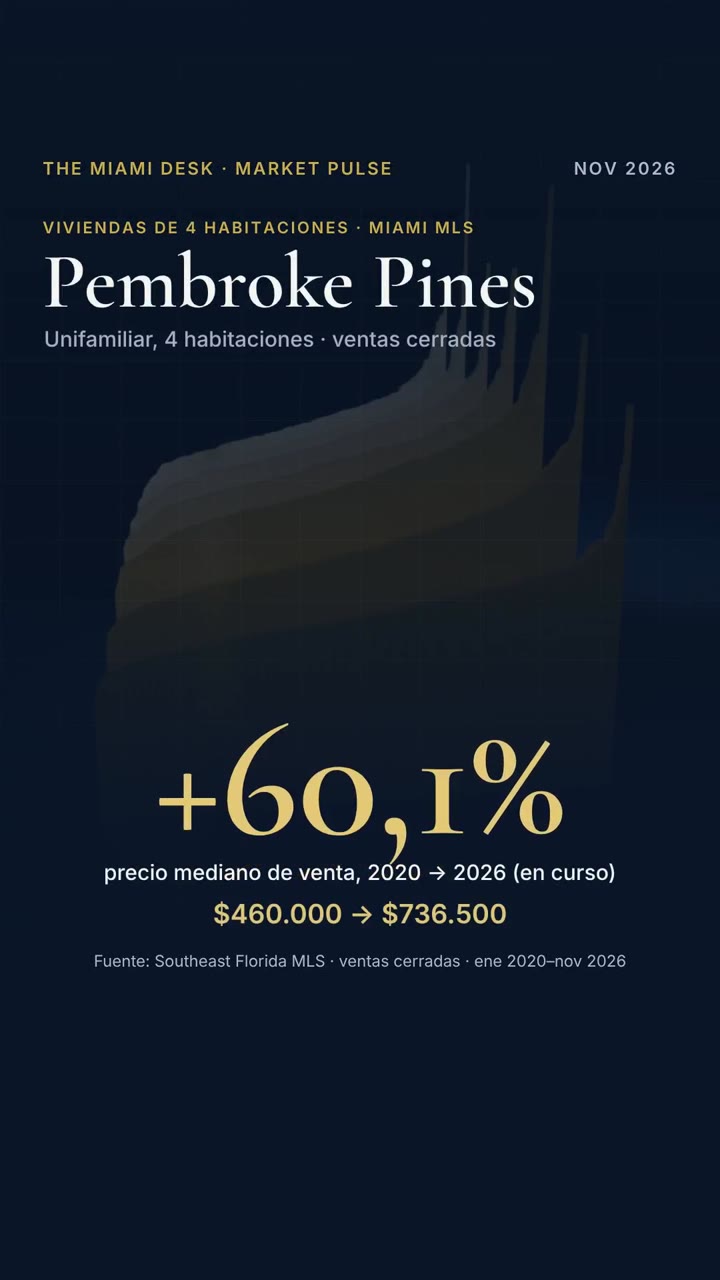 THE MIAMI DESK · MARKET PULSE
NOV 2026
VIVIENDAS DE 4 HABITACIONES · MIAMI MLS
Pembroke Pines
Unifamiliar, 4 habitaciones · ventas cerradas
+60,1%
precio mediano de venta, 2020 → 2026 (en curso)
$460.000 → $736.500
Fuente: Southeast Florida MLS · ventas cerradas · ene 2020–nov 2026